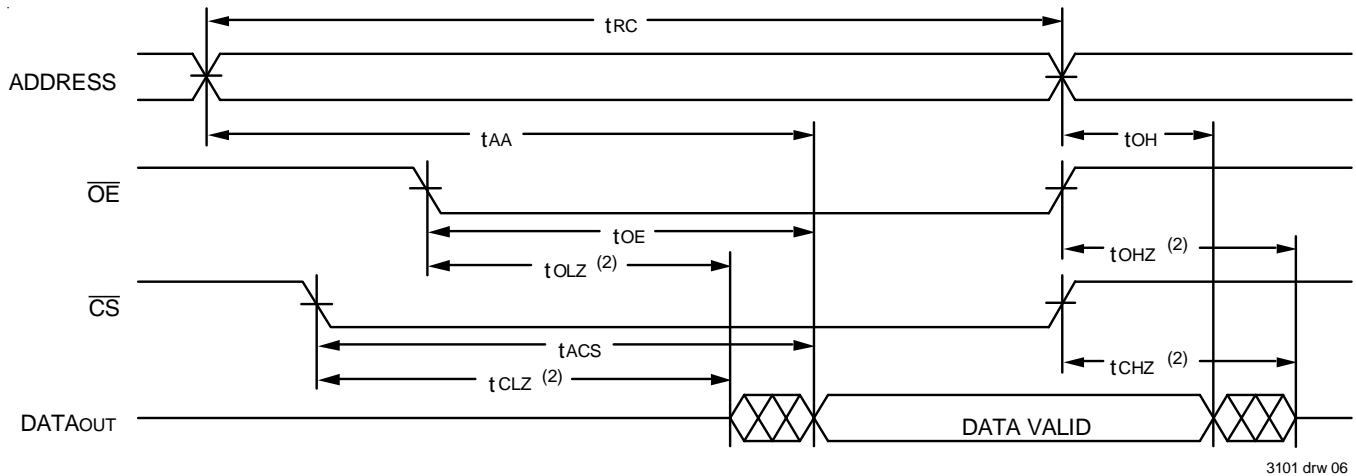 tRC
ADDRESS
tAA
tOH
OE
tOE
tOLZ (2)
tOHZ (2)
CS
tACS
tCLZ (2)
tCHZ (2)
DATAOUT
DATA VALID
3101 drw 06